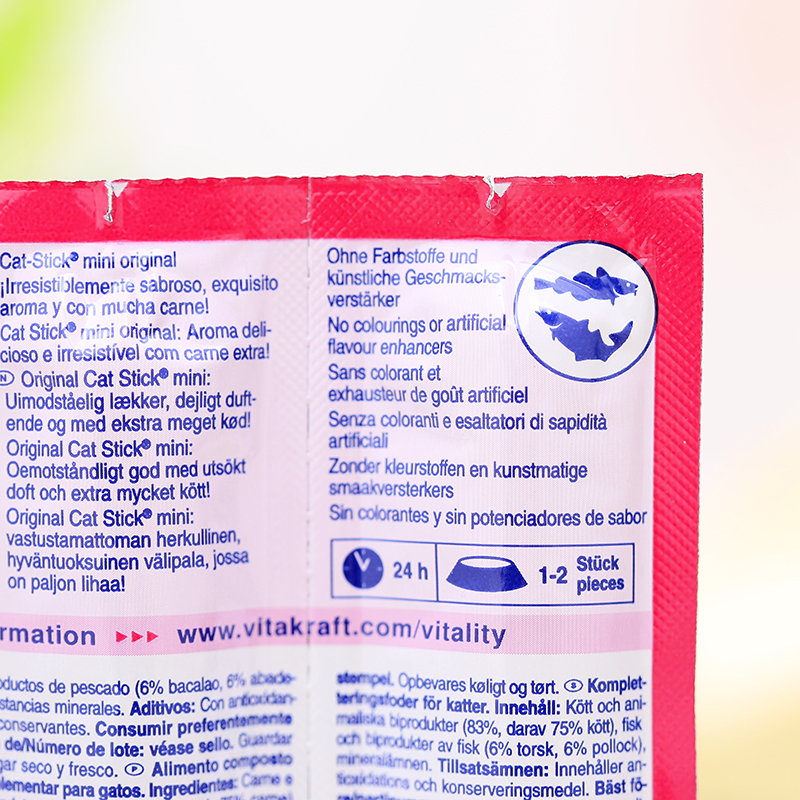 Cat-Stick® mini original
¡Irresistiblemente sabroso, exquisito
aroma y con mucha carne!
Cat Stick® mini original: Aroma deli-
cioso e irresistível com carne extra!
N Original Cat Stick® mini:
Uimodståelig lækker, dejligt duft-
ende og med ekstra meget kød!
Original Cat Stick® mini:
Oemotståndligt god med utsökt
doft och extra mycket kött!
Original Cat Stick® mini:
vastustamattoman herkullinen,
hyväntuoksuinen välipala, jossa
on paljon lihaa!
Ohne Farbstoffe und
künstliche Geschmacks-
verstärker
No colourings or artificial
flavour enhancers
Sans colorant et
exhausteur de goût artificiel
Senza coloranti e esaltatori di sapidità
artificiali
Zonder kleurstoffen en kunstmatige
smaakversterkers
Sin colorantes y sin potenciadores de sabor
24 h
1-2 Stück
pieces
rmation ▸▸▸ www.vitakraft.com/vitality
oductos de pescado (6% bacalao, 6% abade-
stancias minerales. Aditivos: Con antioxidan-
conservantes. Consumir preferentemente
de/Número de lote: véase sello. Guardar
gar seco y fresco. P Alimento composto
lementar para gatos. Ingredientes: Carne e
stempel. Opbevares køligt og tørt. S Komplet-
teringsfoder för katter. Innehåll: Kött och ani-
maliska biprodukter (83%, darav 75% kött), fisk
och biprodukter av fisk (6% torsk, 6% pollock),
mineralämnen. Tillsatsämnen: Innehåller an-
tioxidations och konserveringsmedel. Bäst fö-